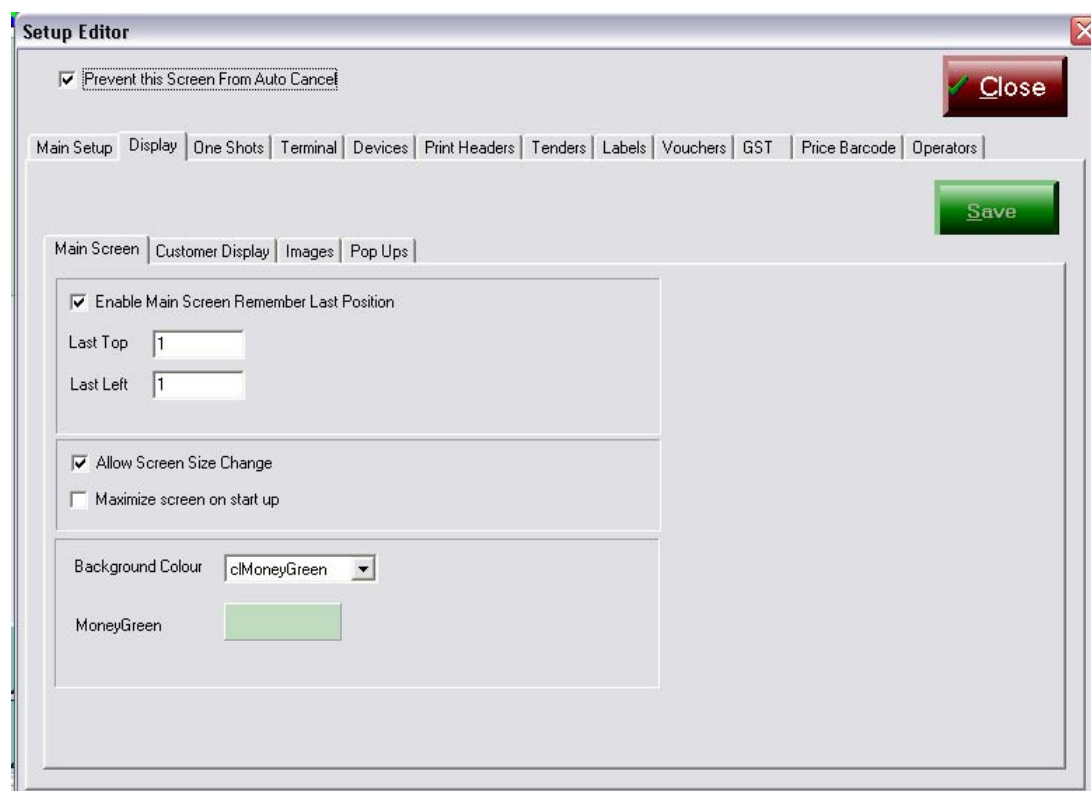 Setup Editor
Prevent this Screen From Auto Cancel
Close
Main Setup Display One Shots Terminal Devices Print Headers Tenders Labels Vouchers GST Price Barcode Operators
Save
Main Screen Customer Display Images Pop Ups
Enable Main Screen Remember Last Position
Last Top 1
Last Left 1
Allow Screen Size Change
Maximize screen on start up
Background Colour clMoneyGreen
MoneyGreen